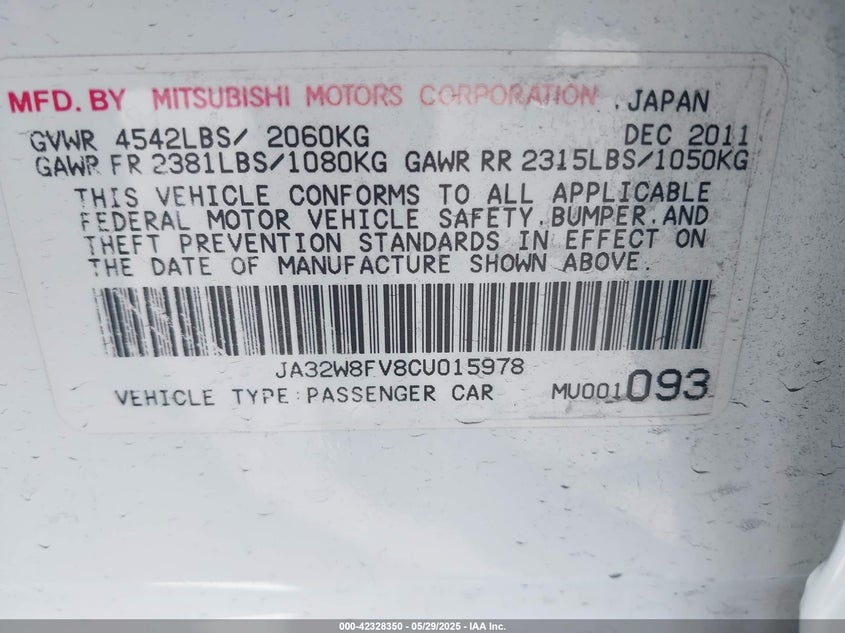 MFD. BY MITSUBISHI MOTORS CORPORATION , JAPAN
GVWR 4542LBS/ 2060KG DEC 2011
GAWR FR 2381LBS/1080KG GAWR RR 2315LBS/1050KG
THIS VEHICLE CONFORMS TO ALL APPLICABLE
FEDERAL MOTOR VEHICLE SAFETY,BUMPER,AND
THEFT PREVENTION STANDARDS IN EFFECT ON
THE DATE OF MANUFACTURE SHOWN ABOVE.
JA32W8FV8CU015978
VEHICLE TYPE:PASSENGER CAR MU001093
000-42328350 - 05/29/2025 - IAA Inc.